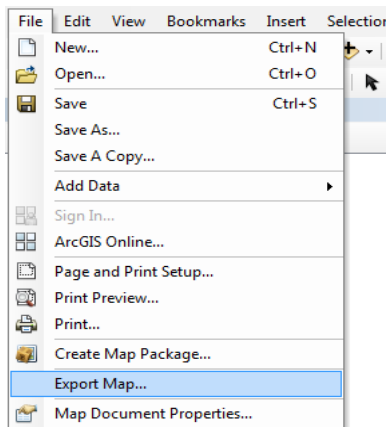 File Edit View Bookmarks Insert Selection
New... Ctrl+N
Open... Ctrl+O
Save Ctrl+S
Save As...
Save A Copy...
Add Data
Sign In...
ArcGIS Online...
Page and Print Setup...
Print Preview...
Print...
Create Map Package...
Export Map...
Map Document Properties...